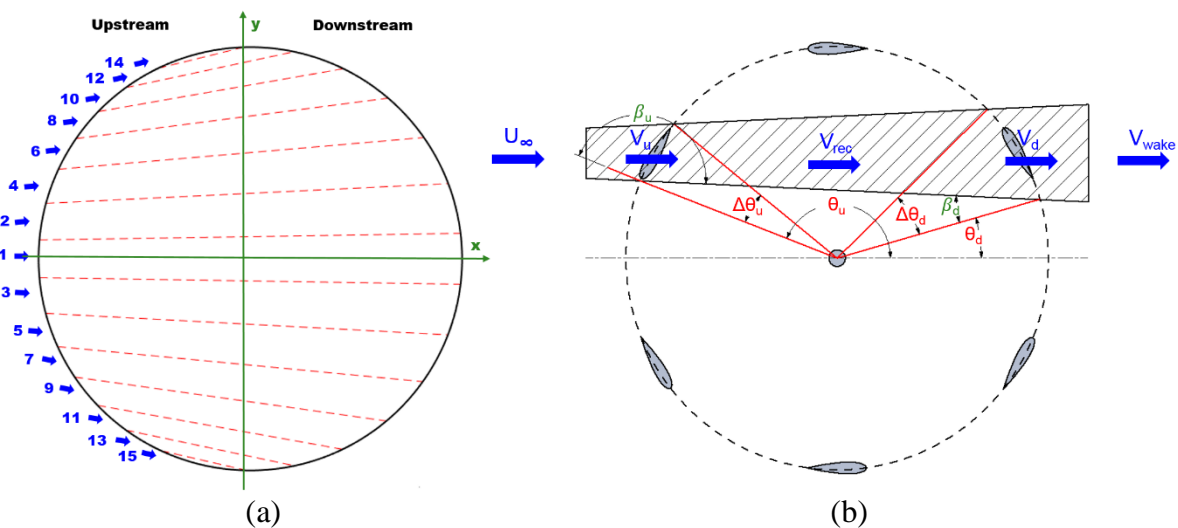 Upstream
y
Downstream
14
12
10
8
6
4
2
1
x
3
5
7
9
11
13
15
(a)
U∞
βu
Vu
Vrec
Vd
Vwake
Δθu
θu
Δθd
βd
θd
(b)